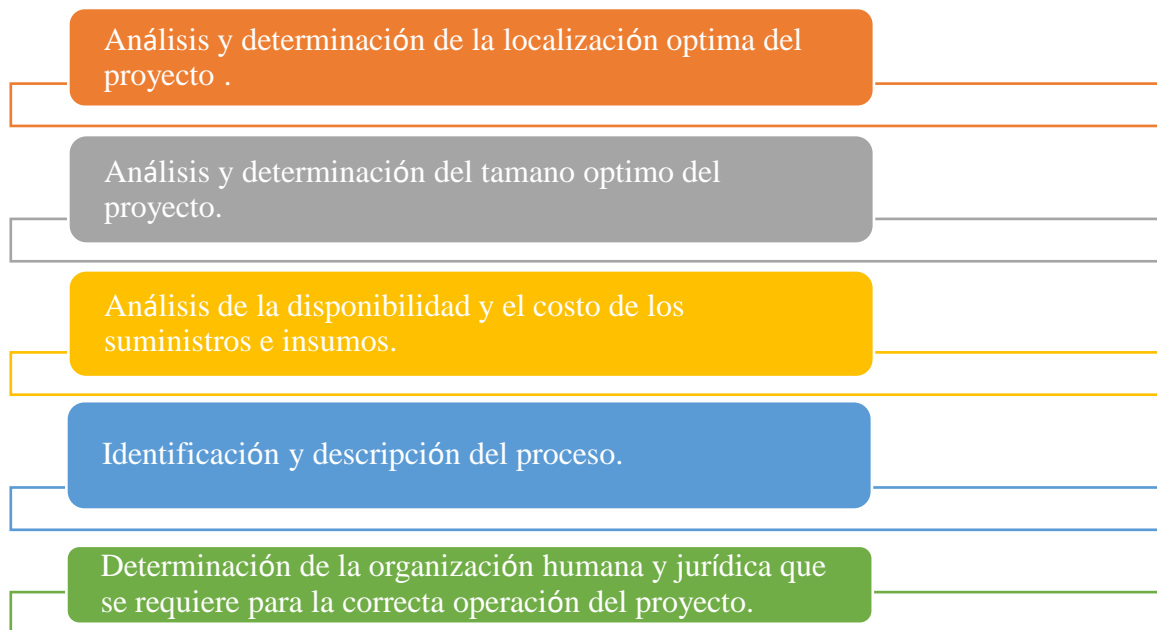 Análisis y determinación de la localización optima del
proyecto .
Análisis y determinación del tamano optimo del
proyecto.
Análisis de la disponibilidad y el costo de los
suministros e insumos.
Identificación y descripción del proceso.
Determinación de la organización humana y jurídica que
se requiere para la correcta operación del proyecto.